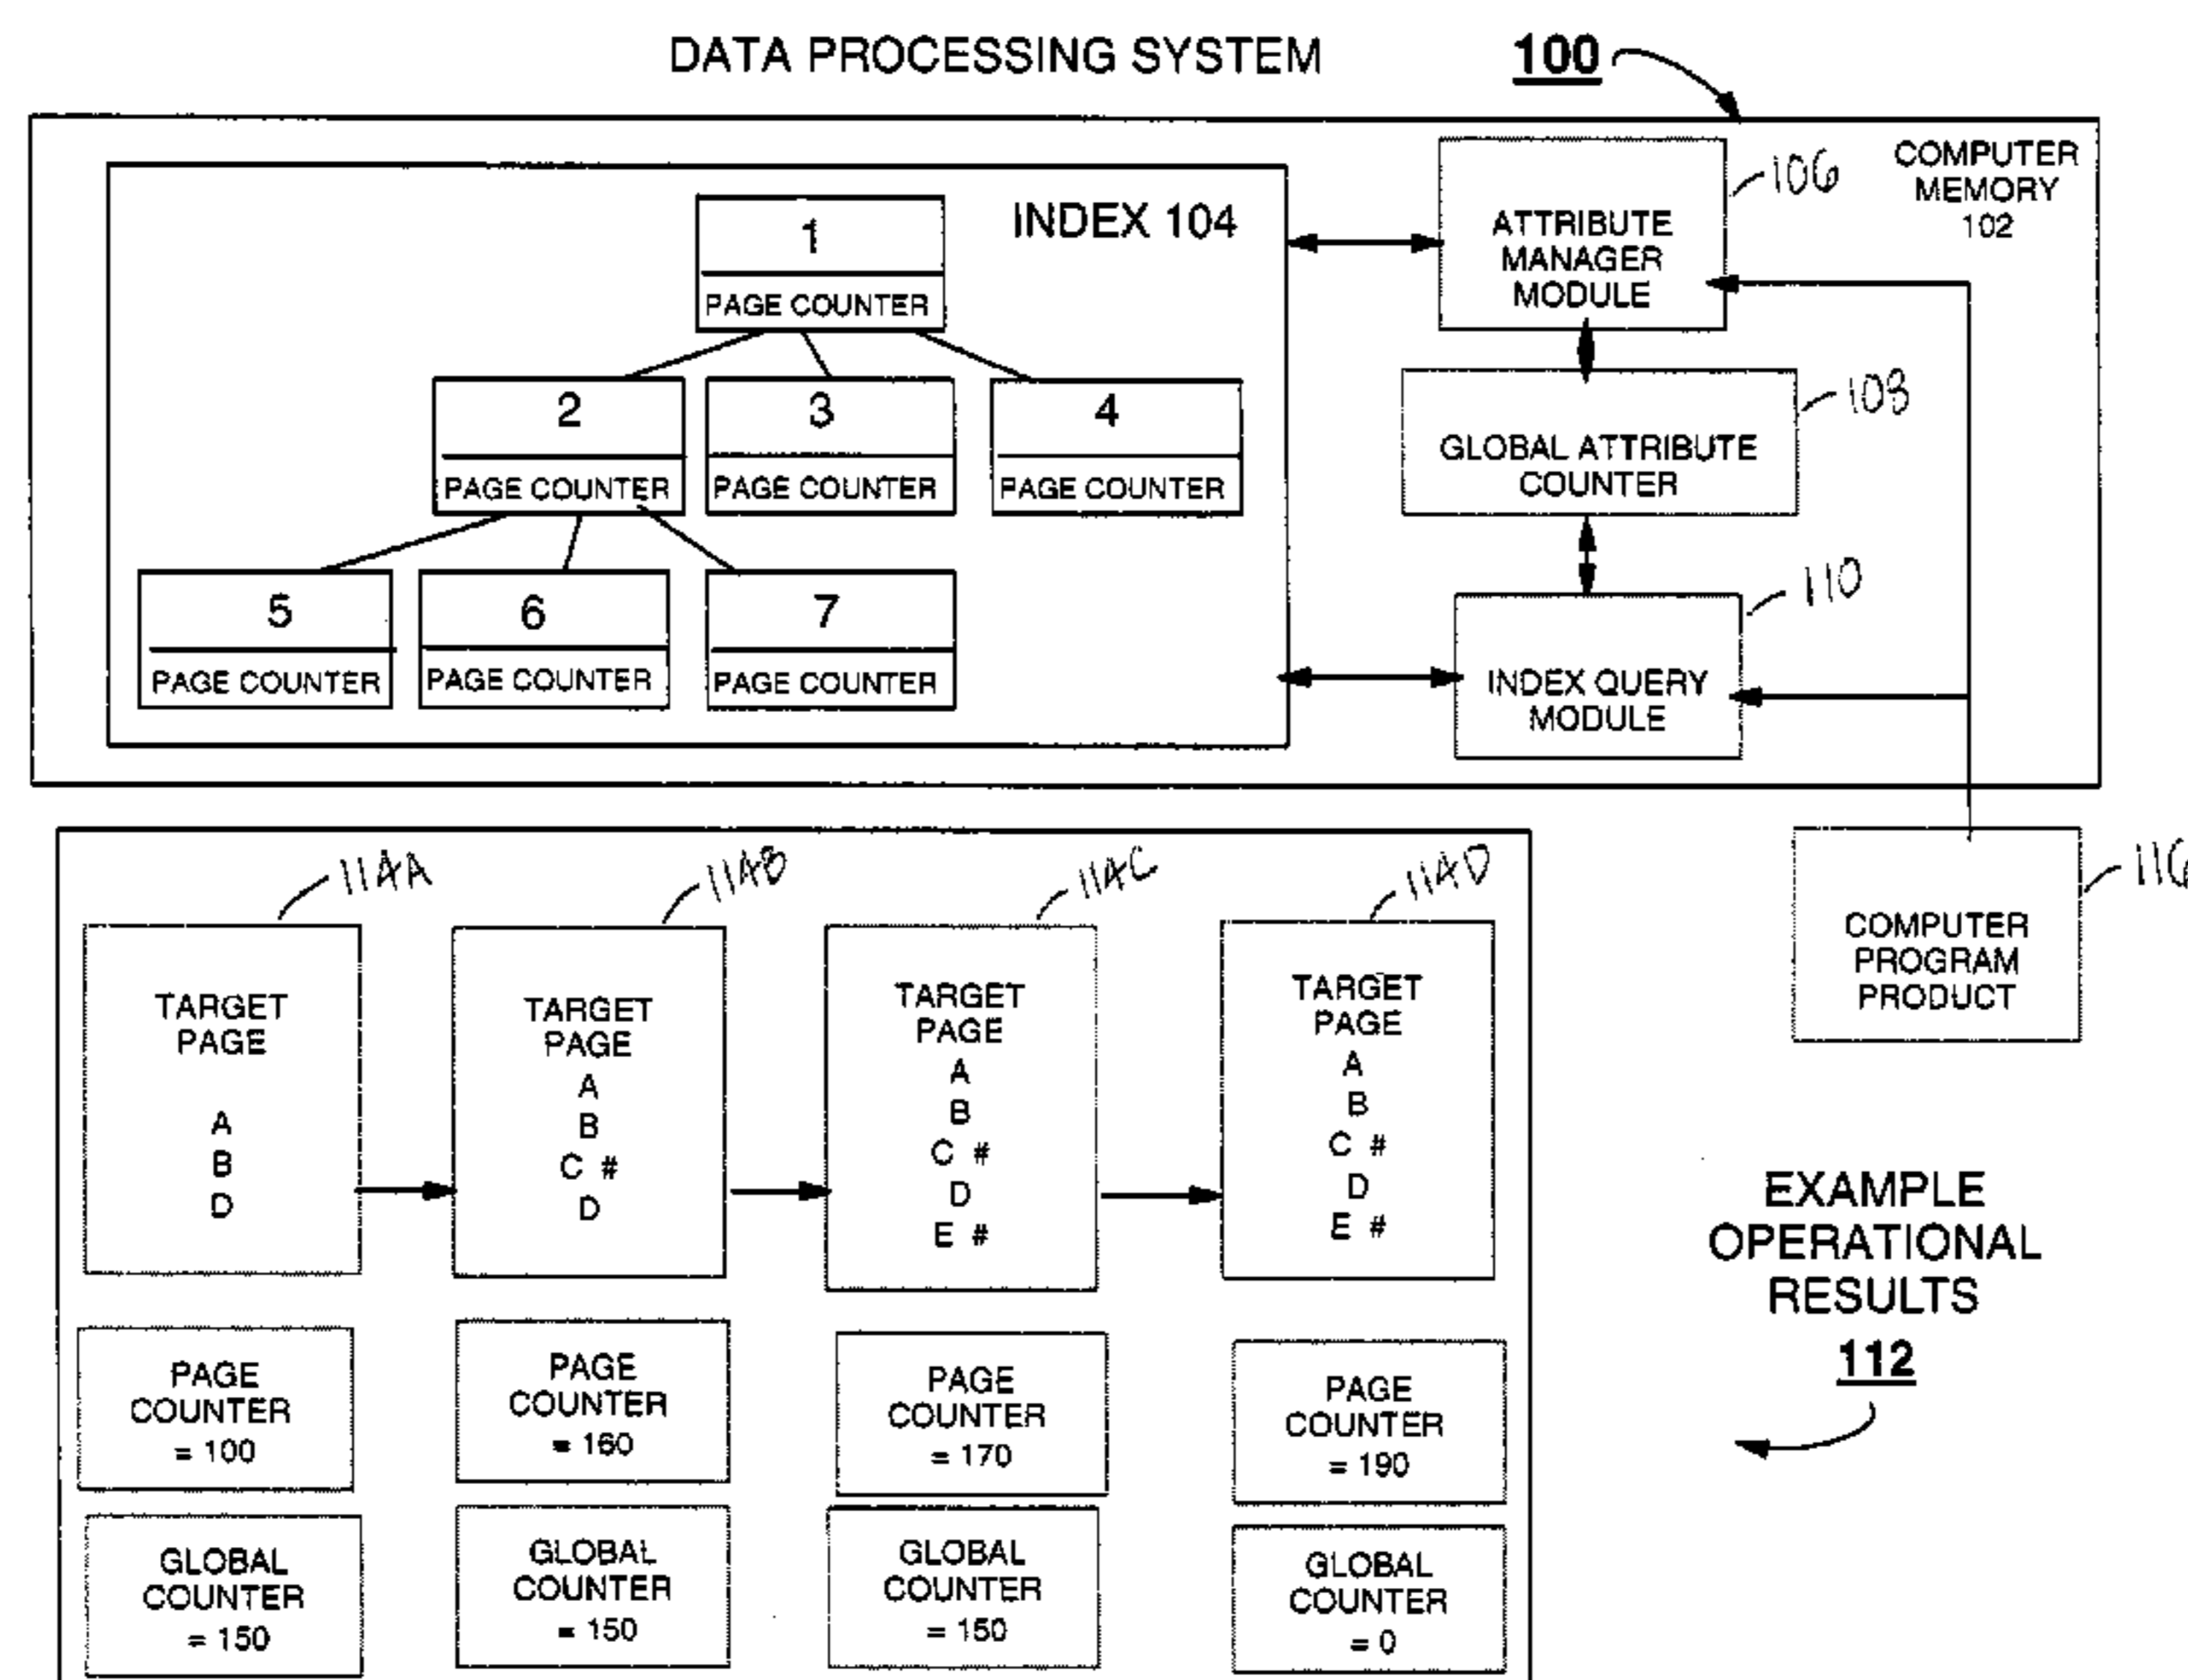 DATA PROCESSING SYSTEM
100
COMPUTER
MEMORY
102
INDEX 104
1
PAGE COUNTER
2
PAGE COUNTER
3
PAGE COUNTER
4
PAGE COUNTER
5
PAGE COUNTER
6
PAGE COUNTER
7
PAGE COUNTER
106
ATTRIBUTE
MANAGER
MODULE
108
GLOBAL ATTRIBUTE
COUNTER
110
INDEX QUERY
MODULE
116
COMPUTER
PROGRAM
PRODUCT
114A
TARGET
PAGE
A
B
D
114B
TARGET
PAGE
A
B
C #
D
114C
TARGET
PAGE
A
B
C #
D
E #
114D
TARGET
PAGE
A
B
C #
D
E #
PAGE
COUNTER
= 100
PAGE
COUNTER
= 160
PAGE
COUNTER
= 170
PAGE
COUNTER
= 190
GLOBAL
COUNTER
= 150
GLOBAL
COUNTER
= 150
GLOBAL
COUNTER
= 150
GLOBAL
COUNTER
= 0
EXAMPLE
OPERATIONAL
RESULTS
112